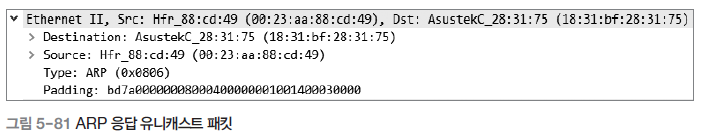 Ethernet II, Src: Hfr_88:cd:49 (00:23:aa:88:cd:49), Dst: AsustekC_28:31:75 (18:31:bf:28:31:75)
Destination: AsustekC_28:31:75 (18:31:bf:28:31:75)
Source: Hfr_88:cd:49 (00:23:aa:88:cd:49)
Type: ARP (0x0806)
Padding: bd7a00000008000400000001001400030000
그림 5-81 ARP 응답 유니캐스트 패킷